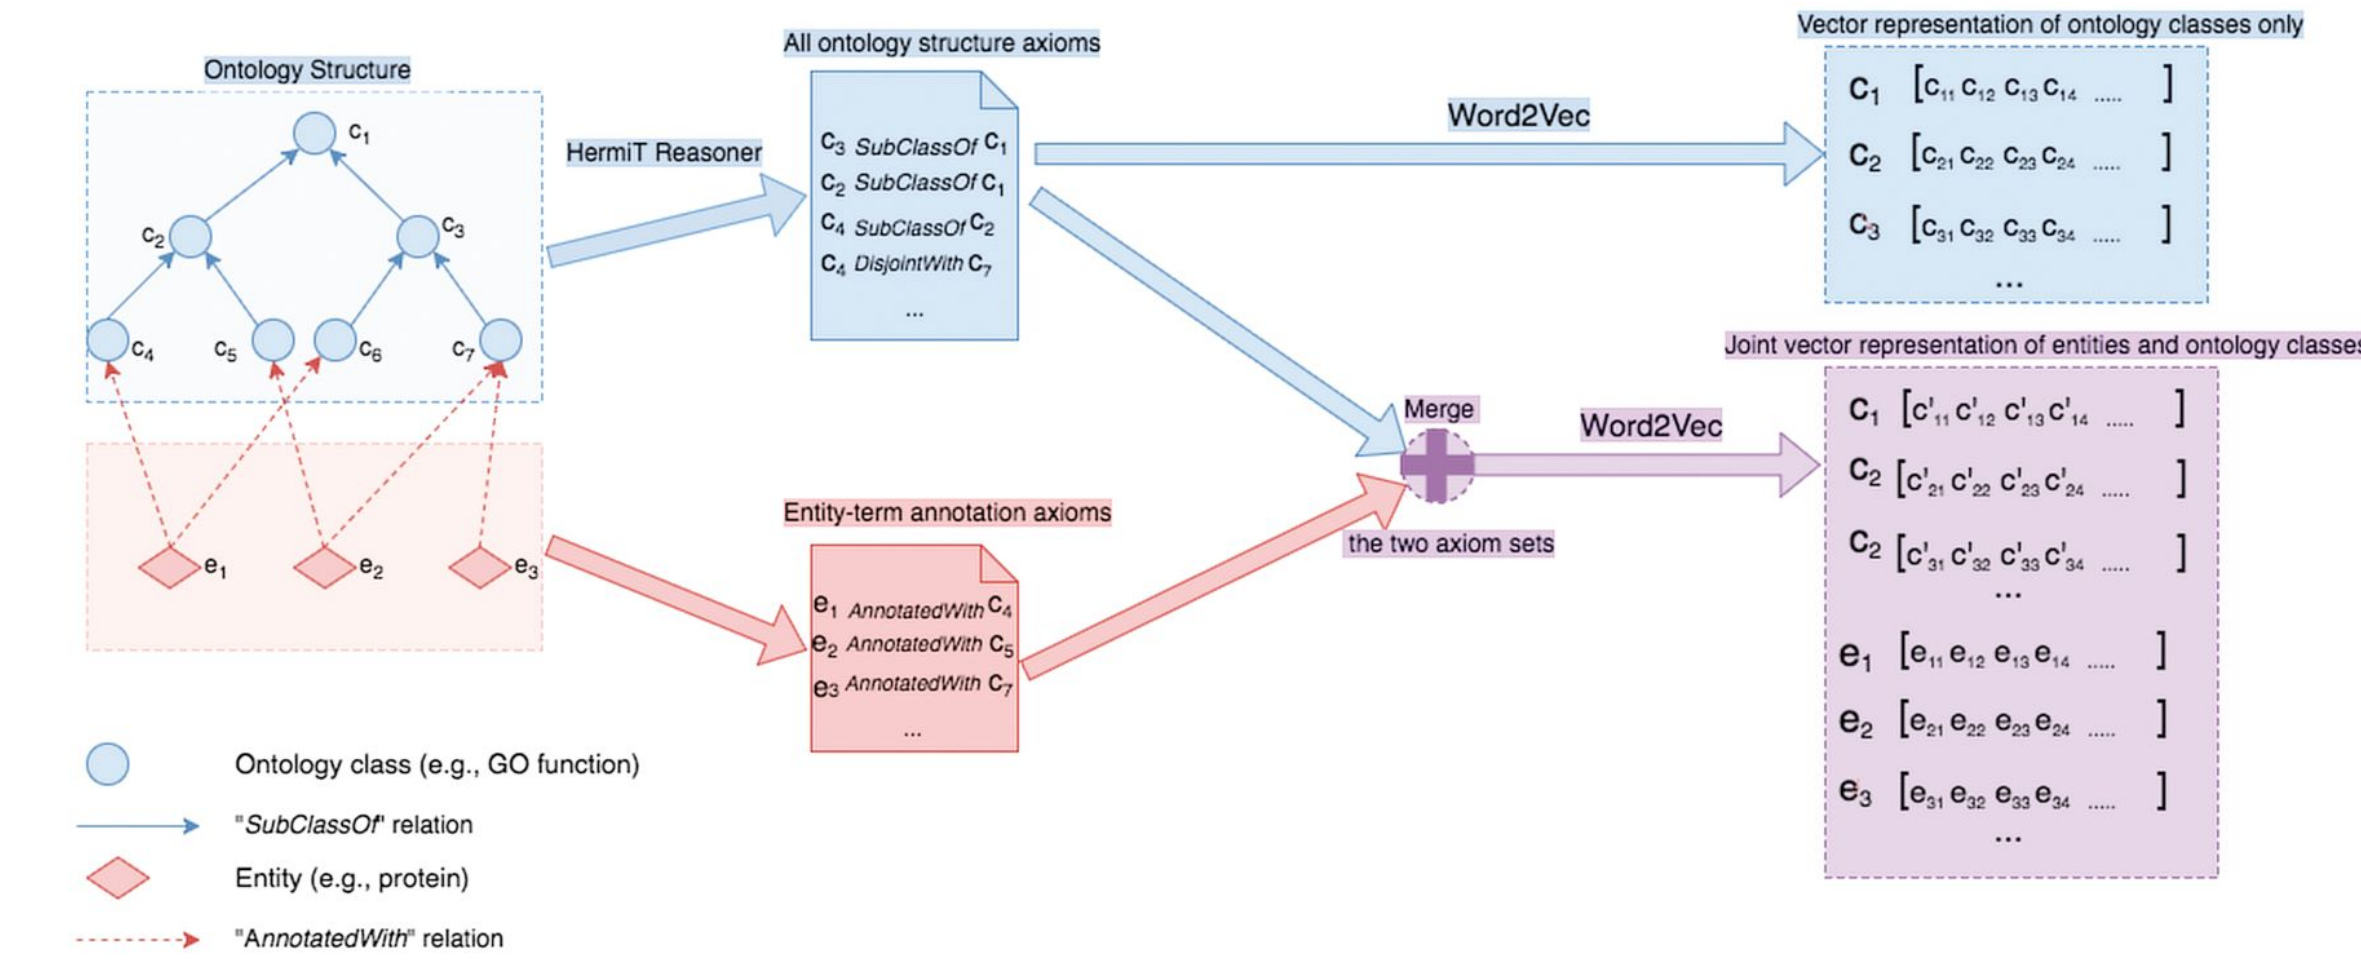 Ontology Structure
c1
c2
c3
c4
c5
c6
c7
e1
e2
e3
HermiT Reasoner
All ontology structure axioms
C3 SubClassOf C1
C2 SubClassOf C1
C4 SubClassOf C2
C4 DisjointWith C7
...
Entity-term annotation axioms
e1 AnnotatedWith C4
e2 AnnotatedWith C5
e3 AnnotatedWith C7
...
Word2Vec
Merge
the two axiom sets
Word2Vec
Vector representation of ontology classes only
C1 [C11 C12 C13 C14 ..... ]
C2 [C21 C22 C23 C24 ..... ]
C3 [C31 C32 C33 C34 ..... ]
...
Joint vector representation of entities and ontology classes
C1 [C'11 C'12 C'13 C'14 ..... ]
C2 [C'21 C'22 C'23 C'24 ..... ]
C2 [C'31 C'32 C'33 C'34 ..... ]
...
e1 [e11 e12 e13 e14 ..... ]
e2 [e21 e22 e23 e24 ..... ]
e3 [e31 e32 e33 e34 ..... ]
...
Ontology class (e.g., GO function)
"SubClassOf" relation
Entity (e.g., protein)
"AnnotatedWith" relation